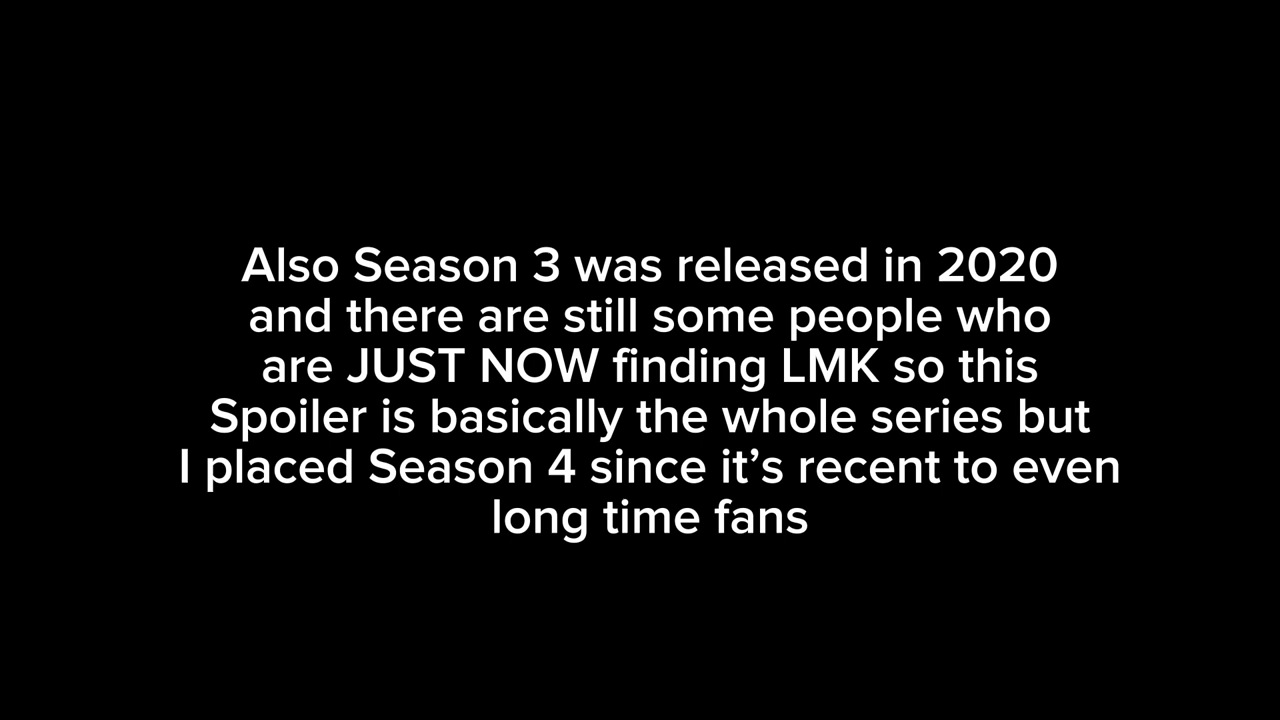 Also Season 3 was released in 2020
and there are still some people who
are JUST NOW finding LMK so this
Spoiler is basically the whole series but
I placed Season 4 since it’s recent to even
long time fans